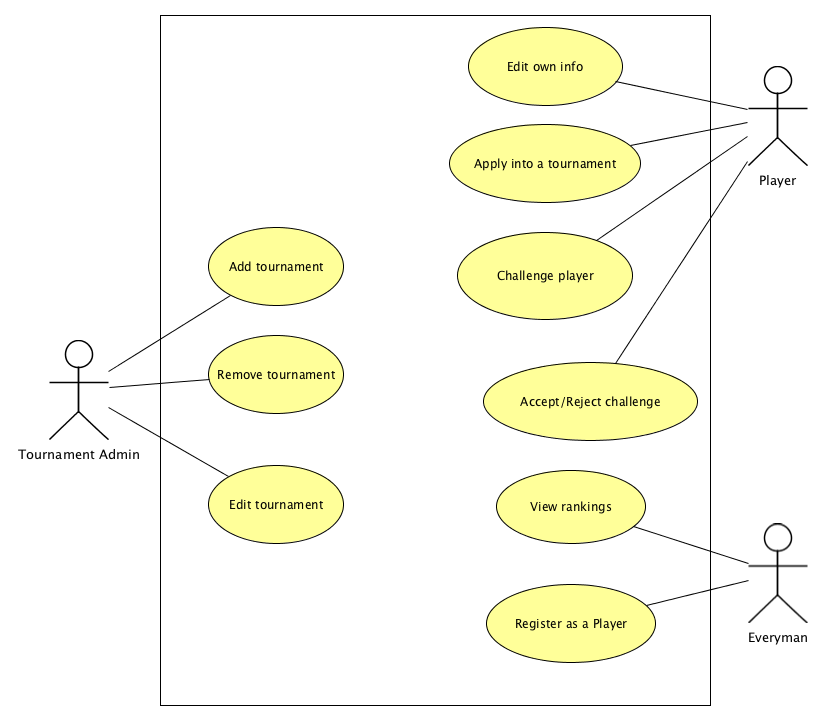 Edit own info
Apply into a tournament
Player
Add tournament
Challenge player
Remove tournament
Accept/Reject challenge
Tournament Admin
Edit tournament
View rankings
Register as a Player
Everyman